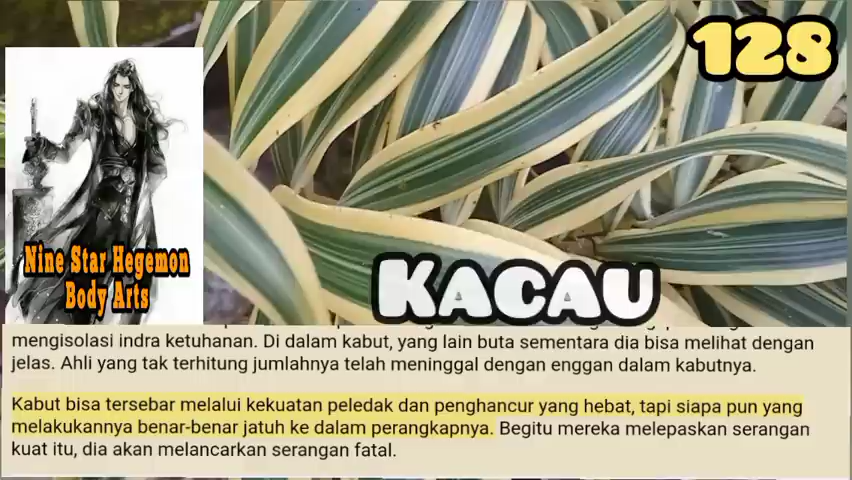 128
Nine Star Hegemon
Body Arts
KACAU
mengisolasi indra ketuhanan. Di dalam kabut, yang lain buta sementara dia bisa melihat dengan
jelas. Ahli yang tak terhitung jumlahnya telah meninggal dengan enggan dalam kabutnya.
Kabut bisa tersebar melalui kekuatan peledak dan penghancur yang hebat, tapi siapa pun yang
melakukannya benar-benar jatuh ke dalam perangkapnya. Begitu mereka melepaskan serangan
kuat itu, dia akan melancarkan serangan fatal.